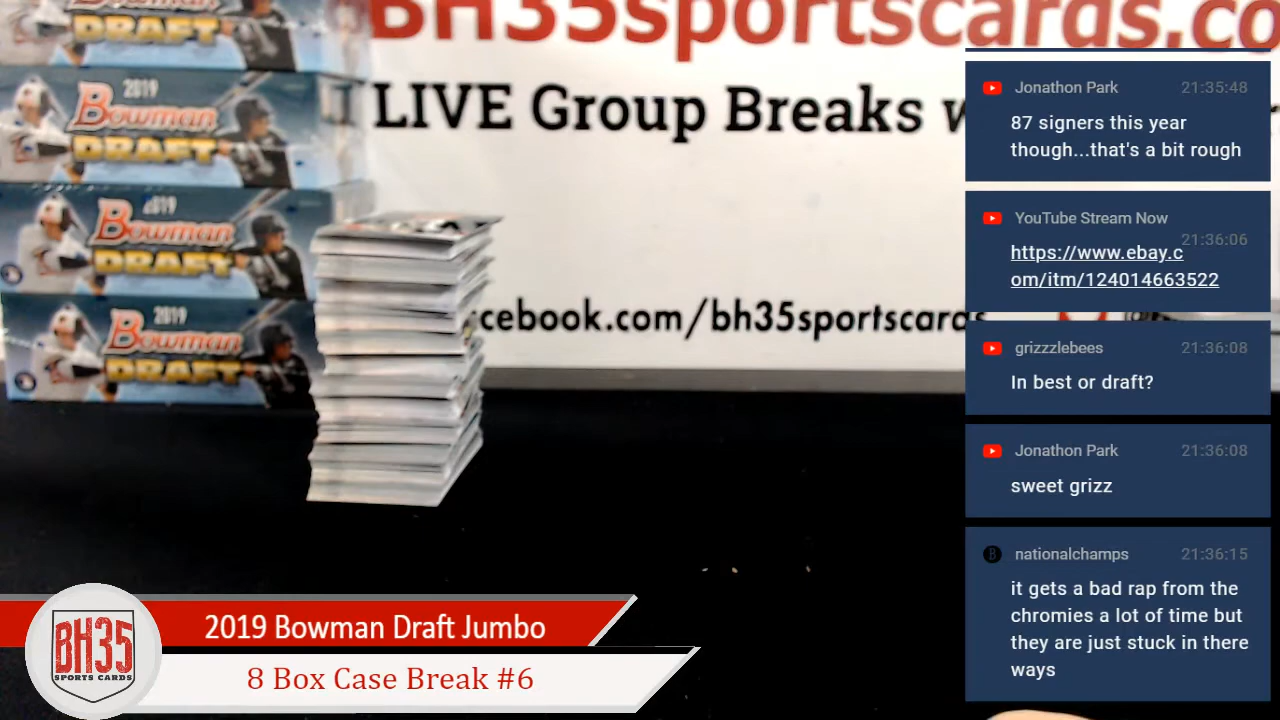 BH35sportscards.co
LIVE Group Breaks
cebook.com/bh35sportscards
DRAFT
2019
Bowman
DRAFT
2019
Bowman
DRAFT
2019
Bowman
DRAFT
Jonathon Park 21:35:48
87 signers this year
though...that's a bit rough
YouTube Stream Now
21:36:06
https://www.ebay.c
om/itm/124014663522
grizzzlebees 21:36:08
In best or draft?
Jonathon Park 21:36:08
sweet grizz
nationalchamps 21:36:15
it gets a bad rap from the
chromies a lot of time but
they are just stuck in there
ways
BH35
SPORTS CARDS
2019 Bowman Draft Jumbo
8 Box Case Break #6